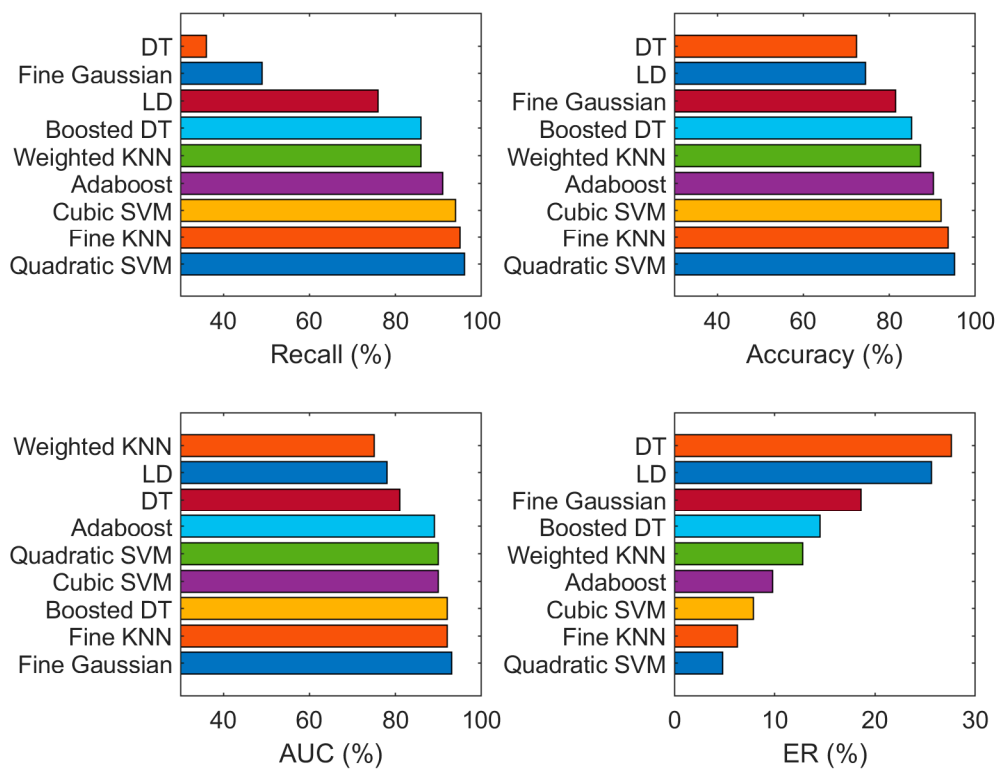 DT
Fine Gaussian
LD
Boosted DT
Weighted KNN
Adaboost
Cubic SVM
Fine KNN
Quadratic SVM
40 60 80 100
Recall (%)
DT
LD
Fine Gaussian
Boosted DT
Weighted KNN
Adaboost
Cubic SVM
Fine KNN
Quadratic SVM
40 60 80 100
Accuracy (%)
Weighted KNN
LD
DT
Adaboost
Quadratic SVM
Cubic SVM
Boosted DT
Fine KNN
Fine Gaussian
40 60 80 100
AUC (%)
DT
LD
Fine Gaussian
Boosted DT
Weighted KNN
Adaboost
Cubic SVM
Fine KNN
Quadratic SVM
0 10 20 30
ER (%)